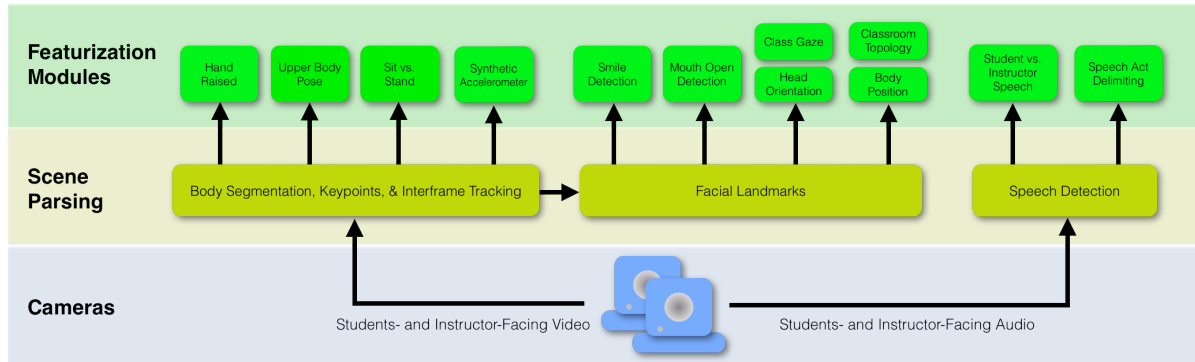 Featurization
Modules
Hand
Raised
Upper Body
Pose
Sit vs.
Stand
Synthetic
Accelerometer
Smile
Detection
Mouth Open
Detection
Class Gaze
Head
Orientation
Classroom
Topology
Body
Position
Student vs.
Instructor
Speech
Speech Act
Delimiting
Scene
Parsing
Body Segmentation, Keypoints, & Interframe Tracking
Facial Landmarks
Speech Detection
Cameras
Students- and Instructor-Facing Video
Students- and Instructor-Facing Audio